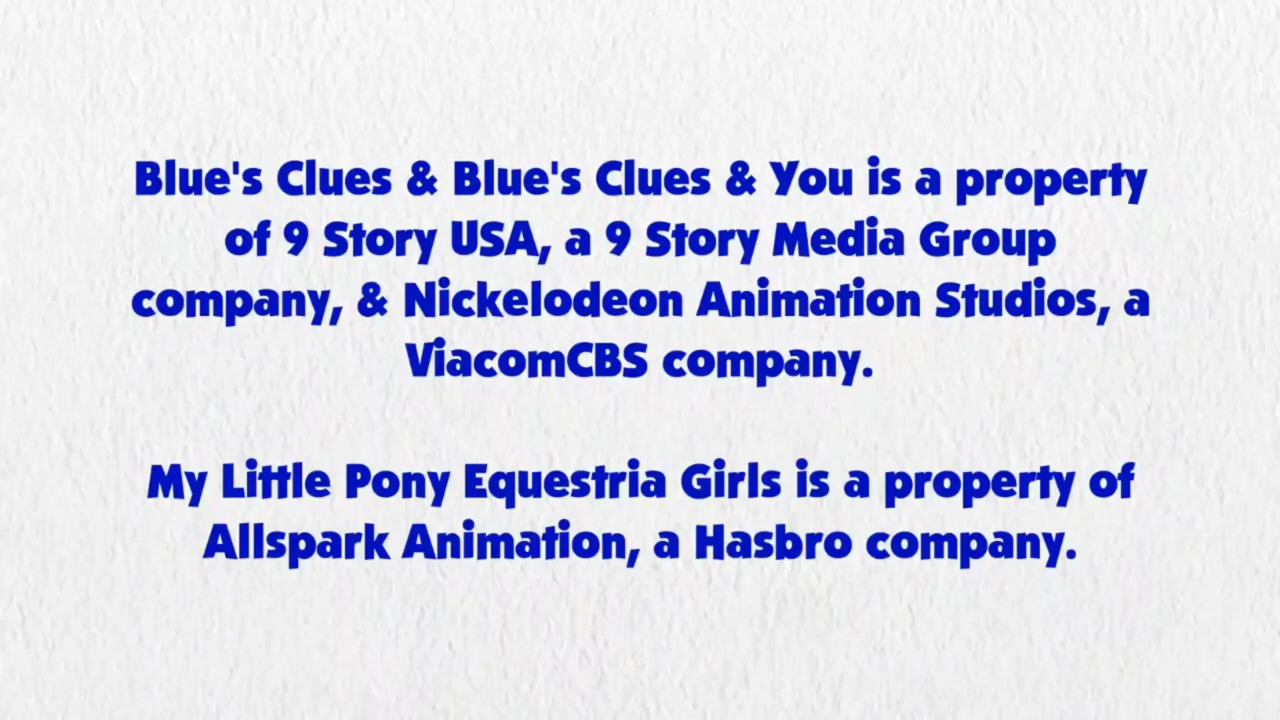 Blue's Clues & Blue's Clues & You is a property
of 9 Story USA, a 9 Story Media Group
company, & Nickelodeon Animation Studios, a
ViacomCBS company.
My Little Pony Equestria Girls is a property of
Allspark Animation, a Hasbro company.